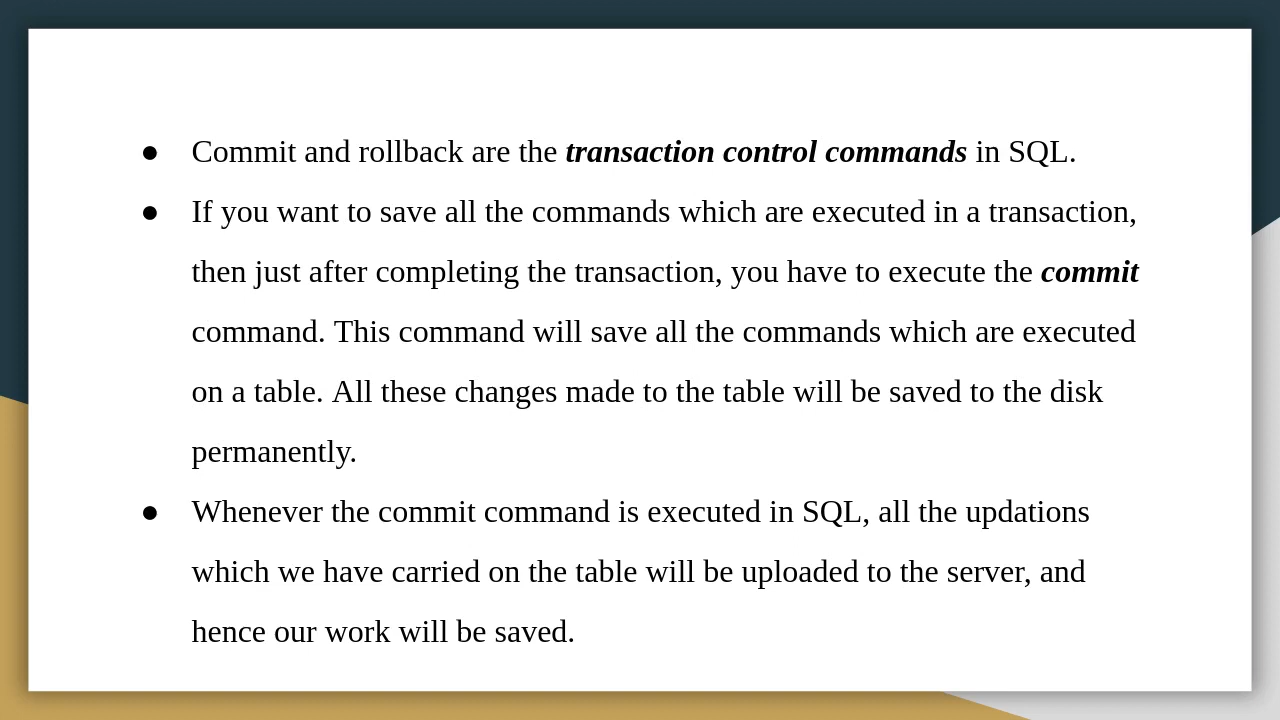 ● Commit and rollback are the transaction control commands in SQL.
● If you want to save all the commands which are executed in a transaction,
then just after completing the transaction, you have to execute the commit
command. This command will save all the commands which are executed
on a table. All these changes made to the table will be saved to the disk
permanently.
● Whenever the commit command is executed in SQL, all the updations
which we have carried on the table will be uploaded to the server, and
hence our work will be saved.